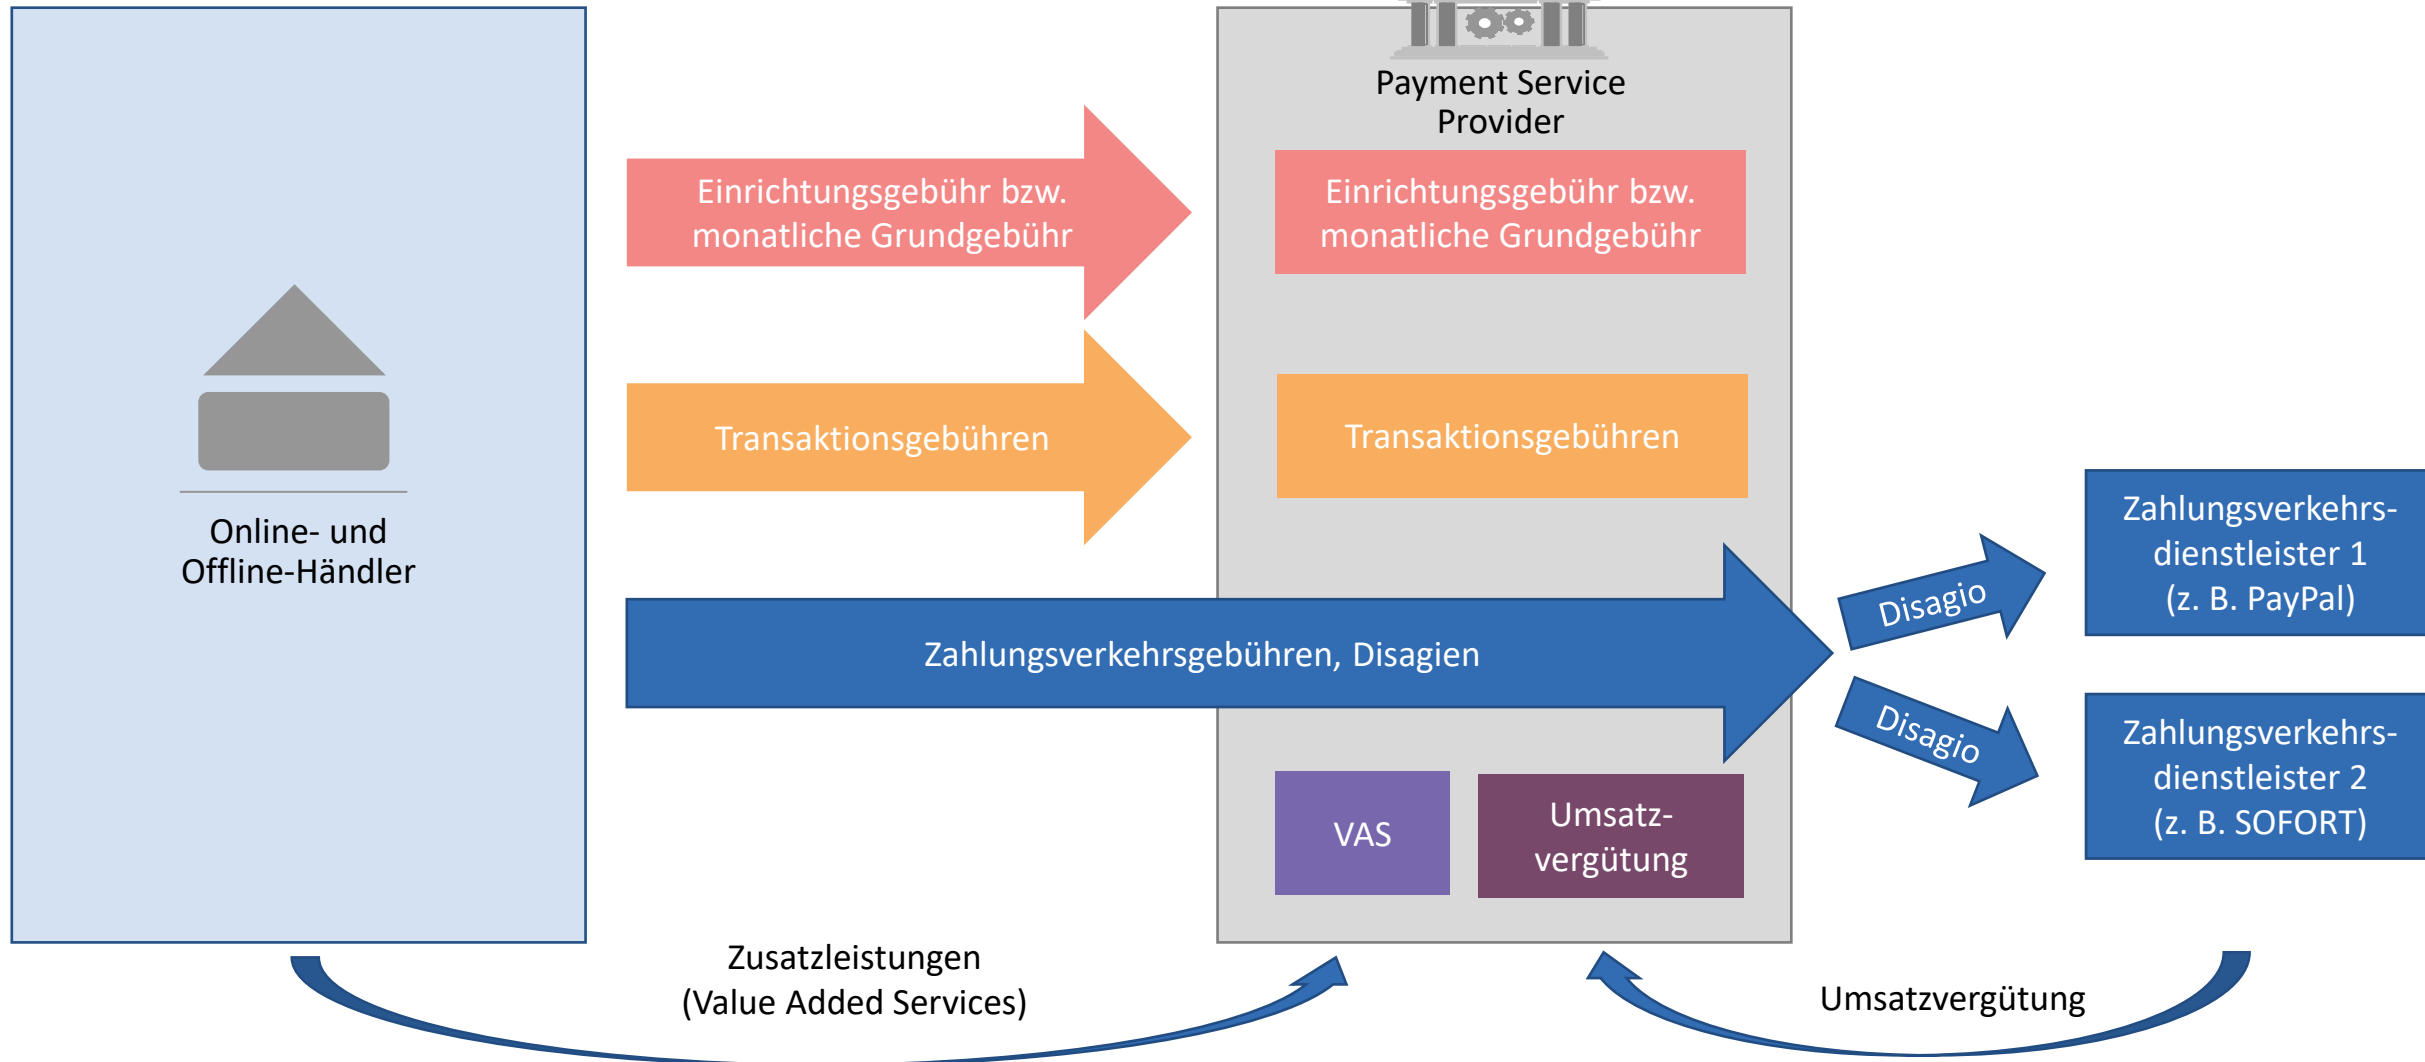 Payment Service
Provider
Einrichtungsgebühr bzw.
monatliche Grundgebühr
Einrichtungsgebühr bzw.
monatliche Grundgebühr
Transaktionsgebühren
Transaktionsgebühren
Online- und
Offline-Händler
Zahlungsverkehrsgebühren, Disagien
Disagio
Zahlungsverkehrs-
dienstleister 1
(z. B. PayPal)
Disagio
Zahlungsverkehrs-
dienstleister 2
(z. B. SOFORT)
VAS
Umsatz-
vergütung
Zusatzleistungen
(Value Added Services)
Umsatzvergütung